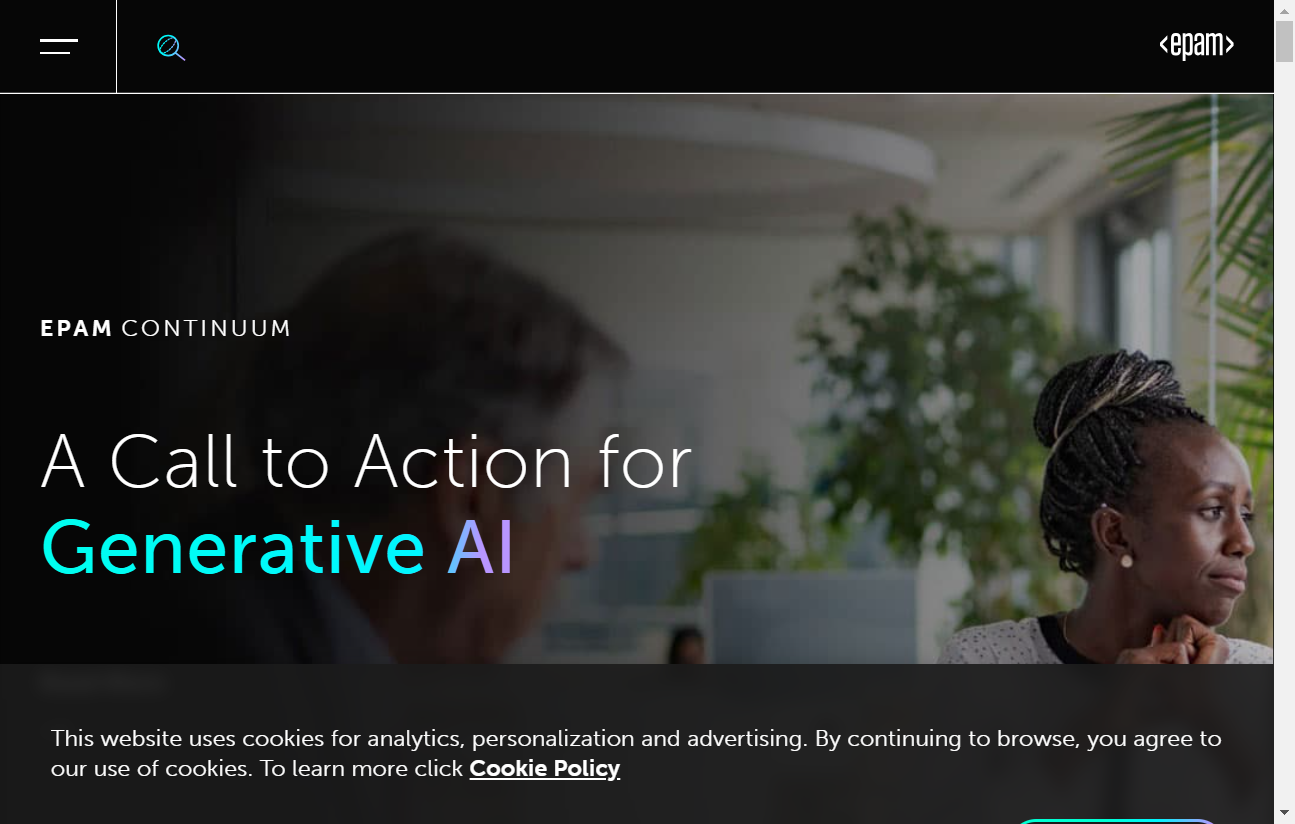 <epam>
EPAM CONTINUUM
A Call to Action for
Generative AI
This website uses cookies for analytics, personalization and advertising. By continuing to browse, you agree to
our use of cookies. To learn more click Cookie Policy